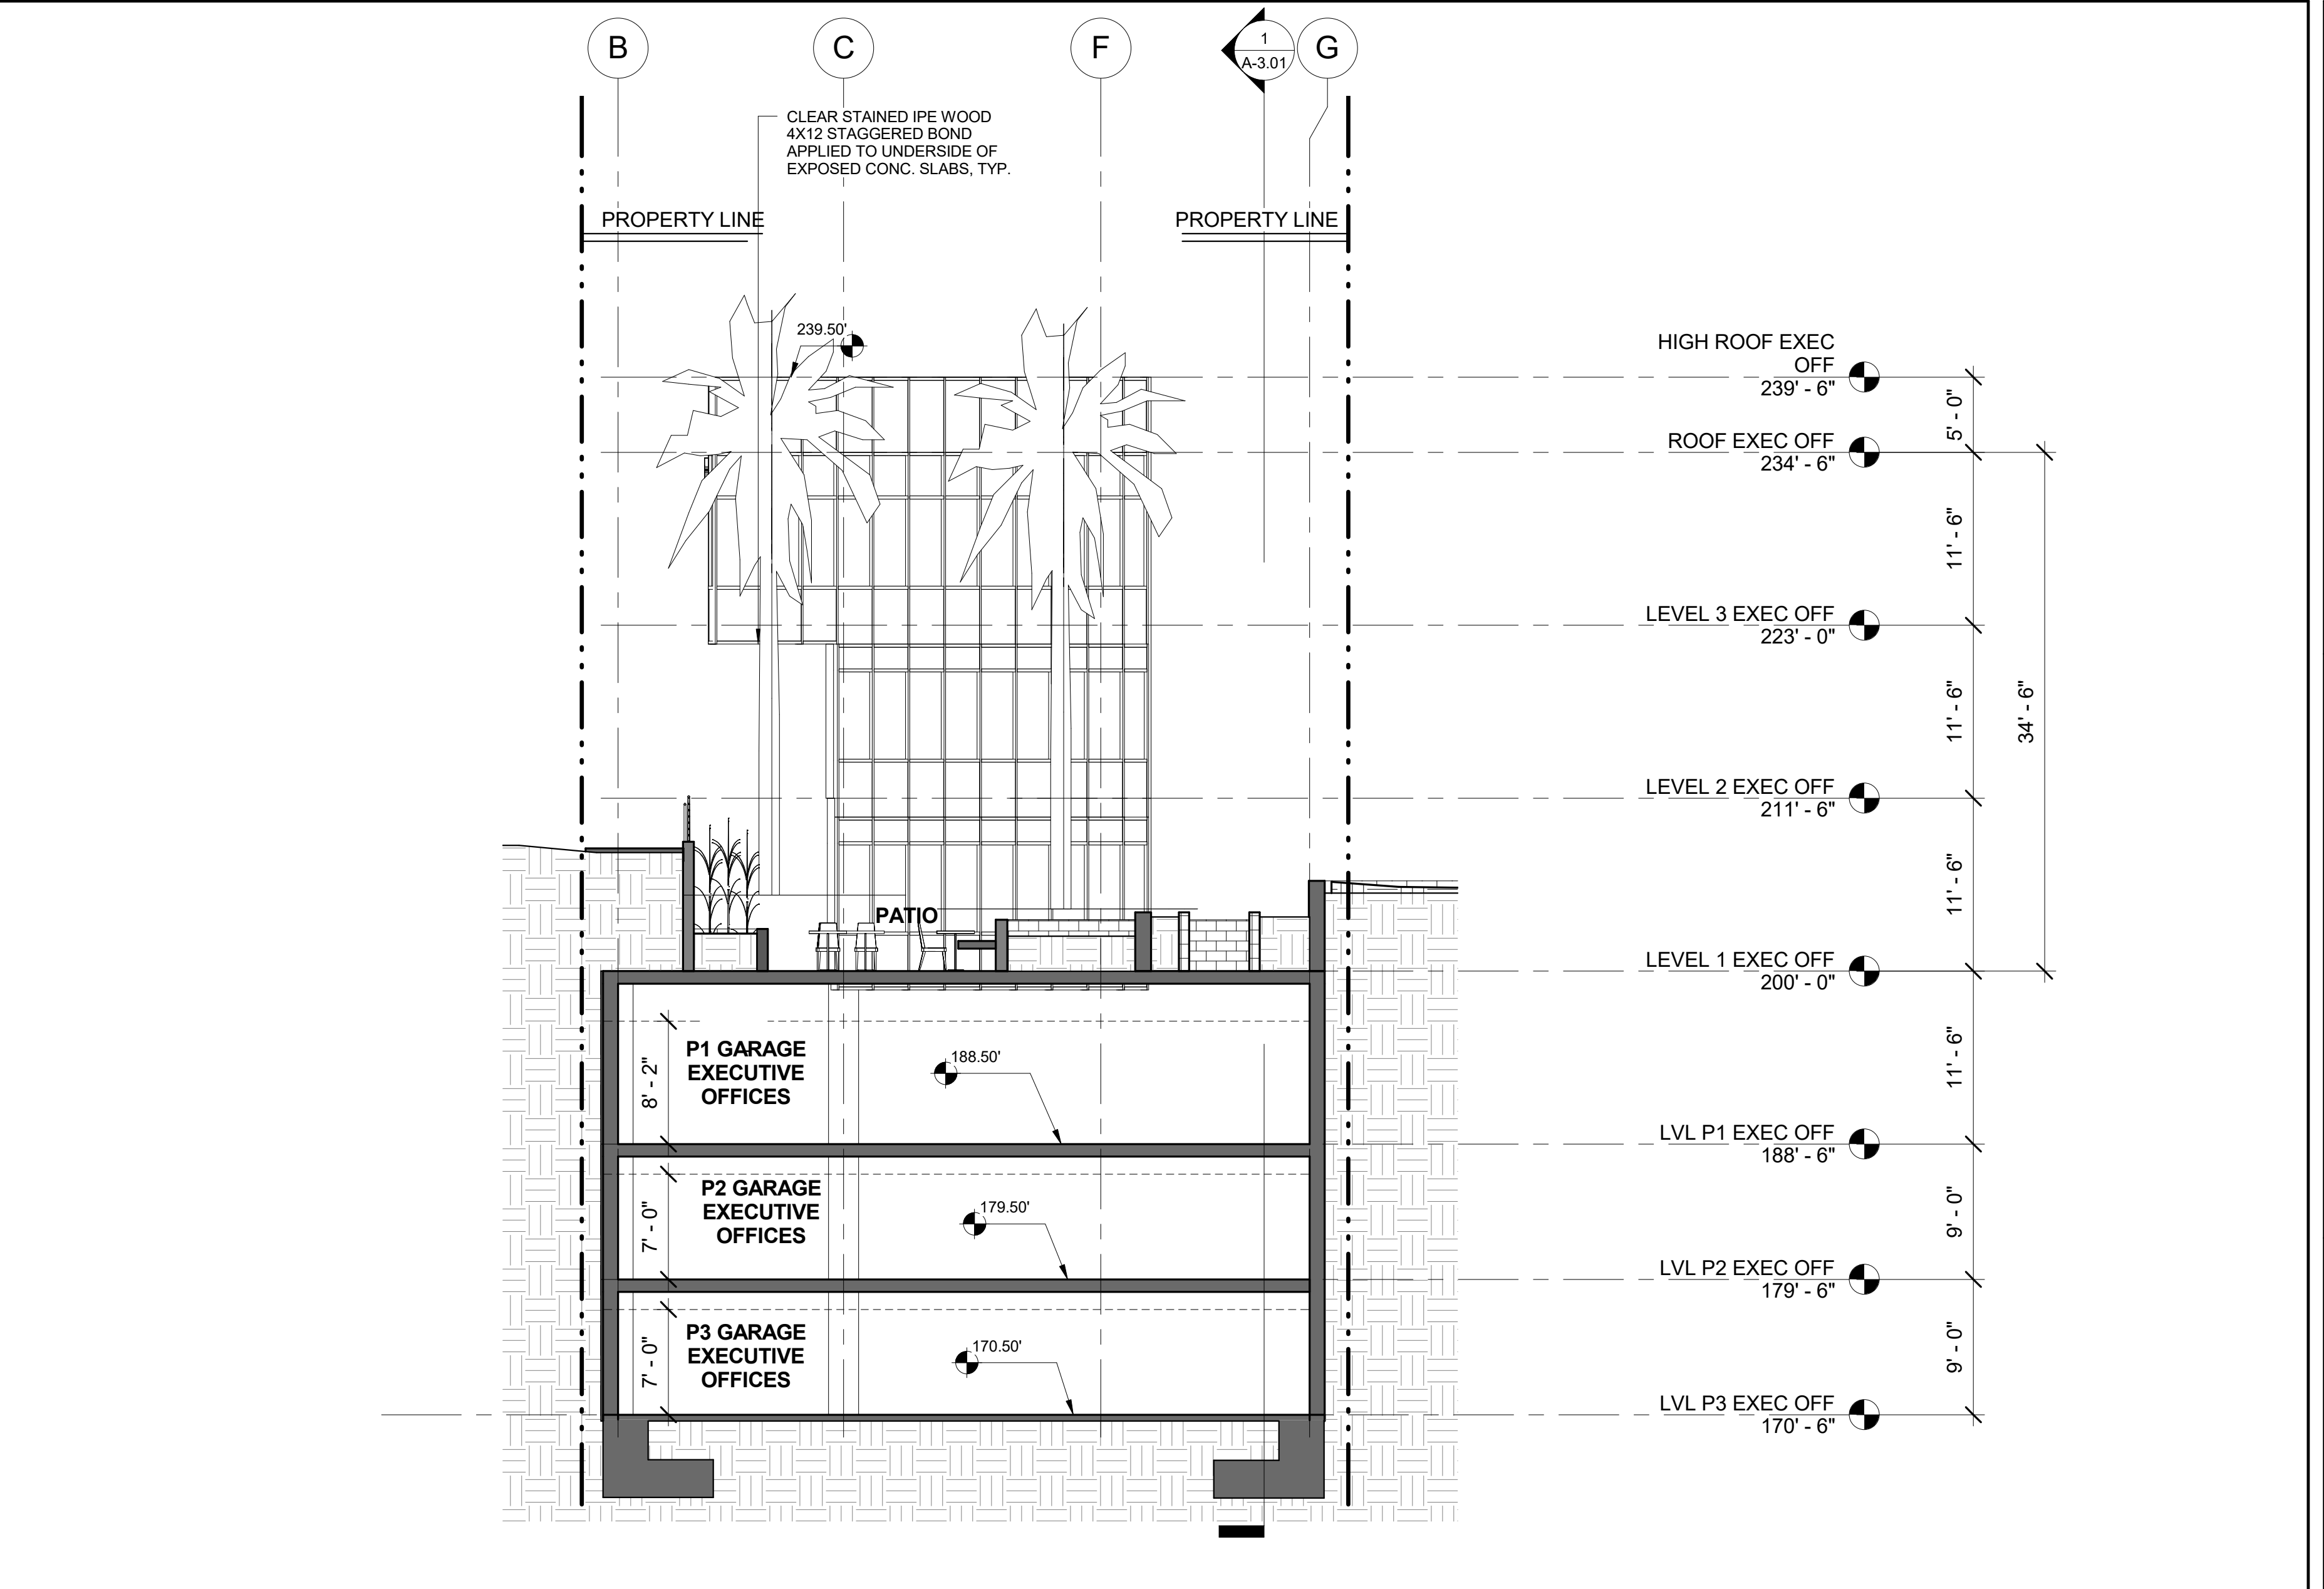 B
C
F
1
A-3.01
G
CLEAR STAINED IPE WOOD
4X12 STAGGERED BOND
APPLIED TO UNDERSIDE OF
EXPOSED CONC. SLABS, TYP.
PROPERTY LINE
PROPERTY LINE
239.50'
HIGH ROOF EXEC
OFF
239' - 6"
5' - 0"
ROOF EXEC OFF
234' - 6"
11' - 6"
LEVEL 3 EXEC OFF
223' - 0"
11' - 6"
34' - 6"
LEVEL 2 EXEC OFF
211' - 6"
11' - 6"
PATIO
LEVEL 1 EXEC OFF
200' - 0"
11' - 6"
8' - 2"
P1 GARAGE
EXECUTIVE
OFFICES
188.50'
LVL P1 EXEC OFF
188' - 6"
9' - 0"
7' - 0"
P2 GARAGE
EXECUTIVE
OFFICES
179.50'
LVL P2 EXEC OFF
179' - 6"
9' - 0"
7' - 0"
P3 GARAGE
EXECUTIVE
OFFICES
170.50'
LVL P3 EXEC OFF
170' - 6"